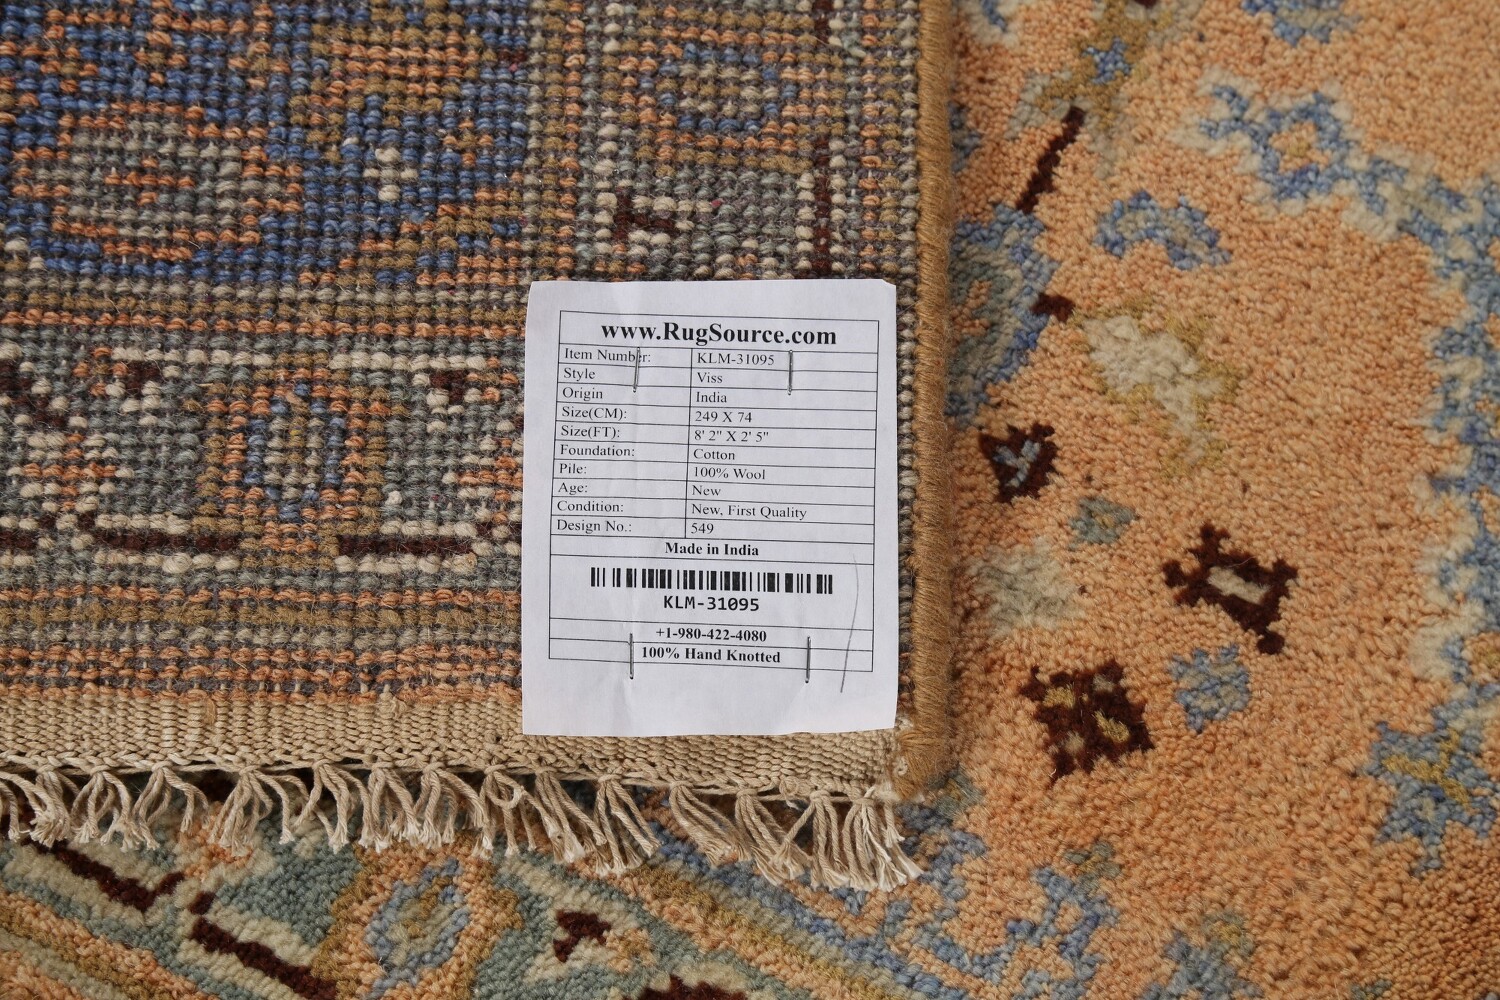 www.RugSource.com
Item Number: KLM-31095
Style Viss
Origin India
Size(CM): 249 X 74
Size(FT): 8' 2" X 2' 5"
Foundation: Cotton
Pile: 100% Wool
Age: New
Condition: New, First Quality
Design No.: 549
Made in India
KLM-31095
+1-980-422-4080
100% Hand Knotted